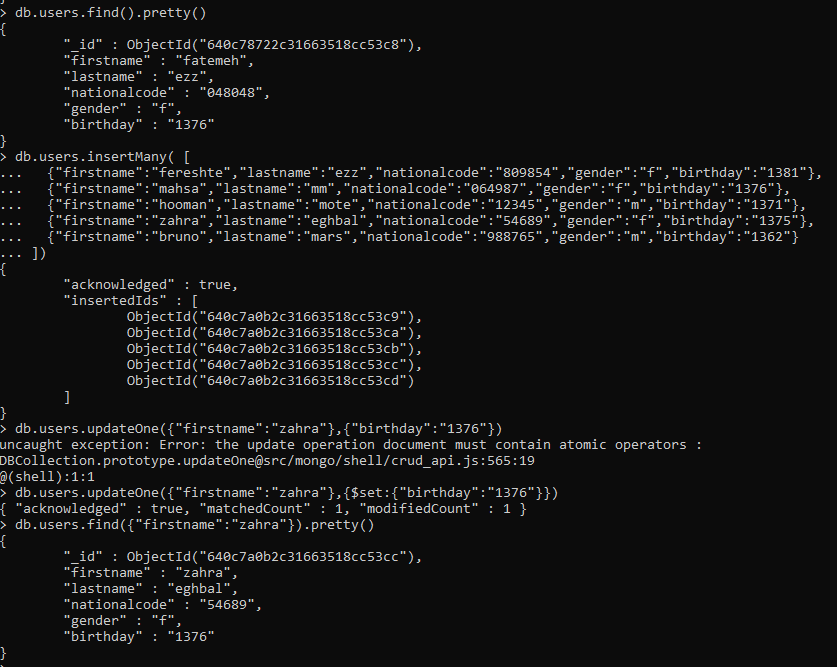 > db.users.find().pretty()
{
        "_id" : ObjectId("640c78722c31663518cc53c8"),
        "firstname" : "fatemeh",
        "lastname" : "ezz",
        "nationalcode" : "048048",
        "gender" : "f",
        "birthday" : "1376"
}
> db.users.insertMany( [
...   {"firstname":"fereshte","lastname":"ezz","nationalcode":"809854","gender":"f","birthday":"1381"},
...   {"firstname":"mahsa","lastname":"mm","nationalcode":"064987","gender":"f","birthday":"1376"},
...   {"firstname":"hooman","lastname":"mote","nationalcode":"12345","gender":"m","birthday":"1371"},
...   {"firstname":"zahra","lastname":"eghbal","nationalcode":"54689","gender":"f","birthday":"1375"},
...   {"firstname":"bruno","lastname":"mars","nationalcode":"988765","gender":"m","birthday":"1362"}
... ])
{
        "acknowledged" : true,
        "insertedIds" : [
                ObjectId("640c7a0b2c31663518cc53c9"),
                ObjectId("640c7a0b2c31663518cc53ca"),
                ObjectId("640c7a0b2c31663518cc53cb"),
                ObjectId("640c7a0b2c31663518cc53cc"),
                ObjectId("640c7a0b2c31663518cc53cd")
        ]
}
> db.users.updateOne({"firstname":"zahra"},{"birthday":"1376"})
uncaught exception: Error: the update operation document must contain atomic operators :
DBCollection.prototype.updateOne@src/mongo/shell/crud_api.js:565:19
@(shell):1:1
> db.users.updateOne({"firstname":"zahra"},{$set:{"birthday":"1376"}})
{ "acknowledged" : true, "matchedCount" : 1, "modifiedCount" : 1 }
> db.users.find({"firstname":"zahra"}).pretty()
{
        "_id" : ObjectId("640c7a0b2c31663518cc53cc"),
        "firstname" : "zahra",
        "lastname" : "eghbal",
        "nationalcode" : "54689",
        "gender" : "f",
        "birthday" : "1376"
}